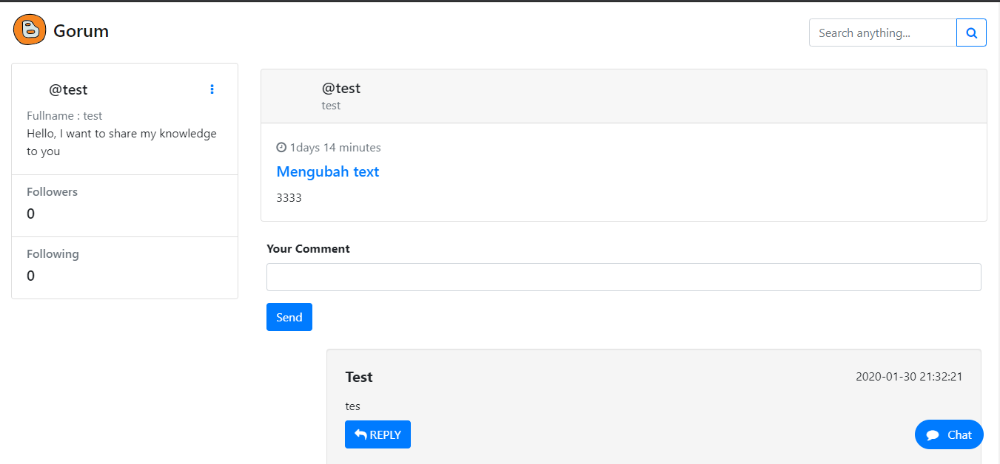 Gorum
Search anything...
@test
Fullname : test
Hello, I want to share my knowledge
to you
Followers
0
Following
0
@test
test
1days 14 minutes
Mengubah text
3333
Your Comment
Send
Test
2020-01-30 21:32:21
tes
REPLY
Chat